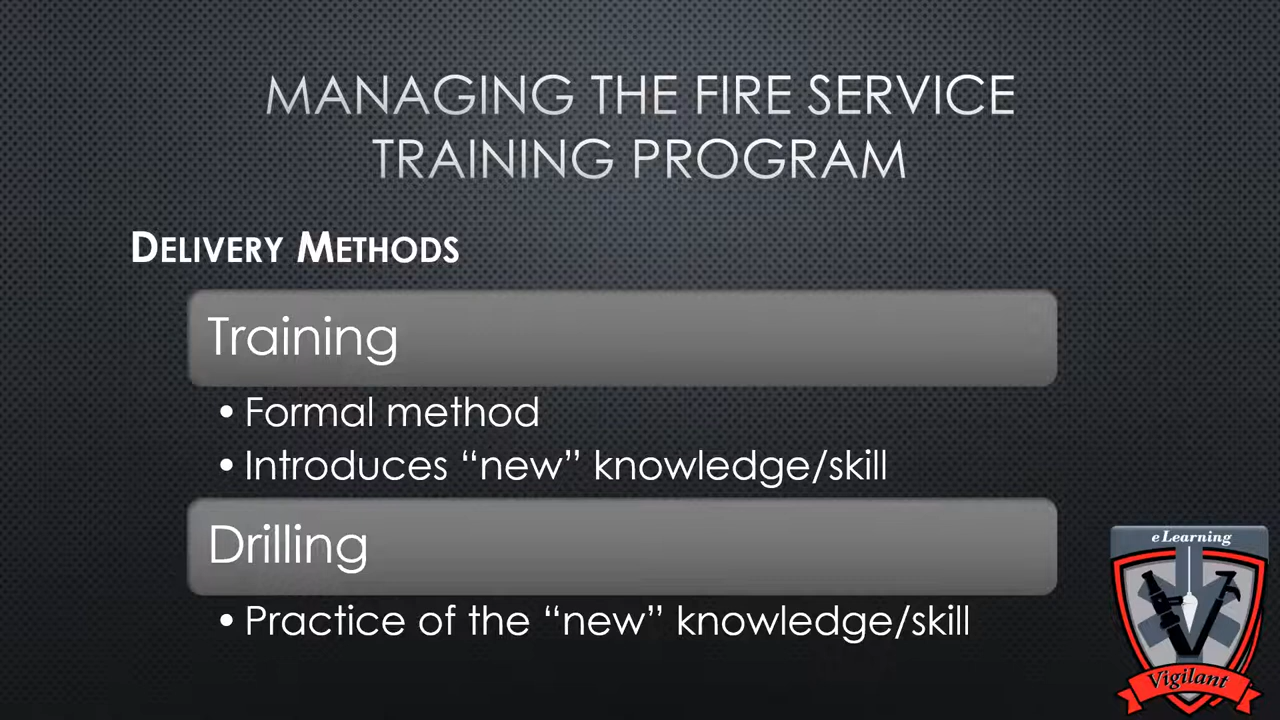 MANAGING THE FIRE SERVICE
TRAINING PROGRAM
DELIVERY METHODS
Training
• Formal method
• Introduces “new” knowledge/skill
Drilling
• Practice of the “new” knowledge/skill
eLearning
Vigilant